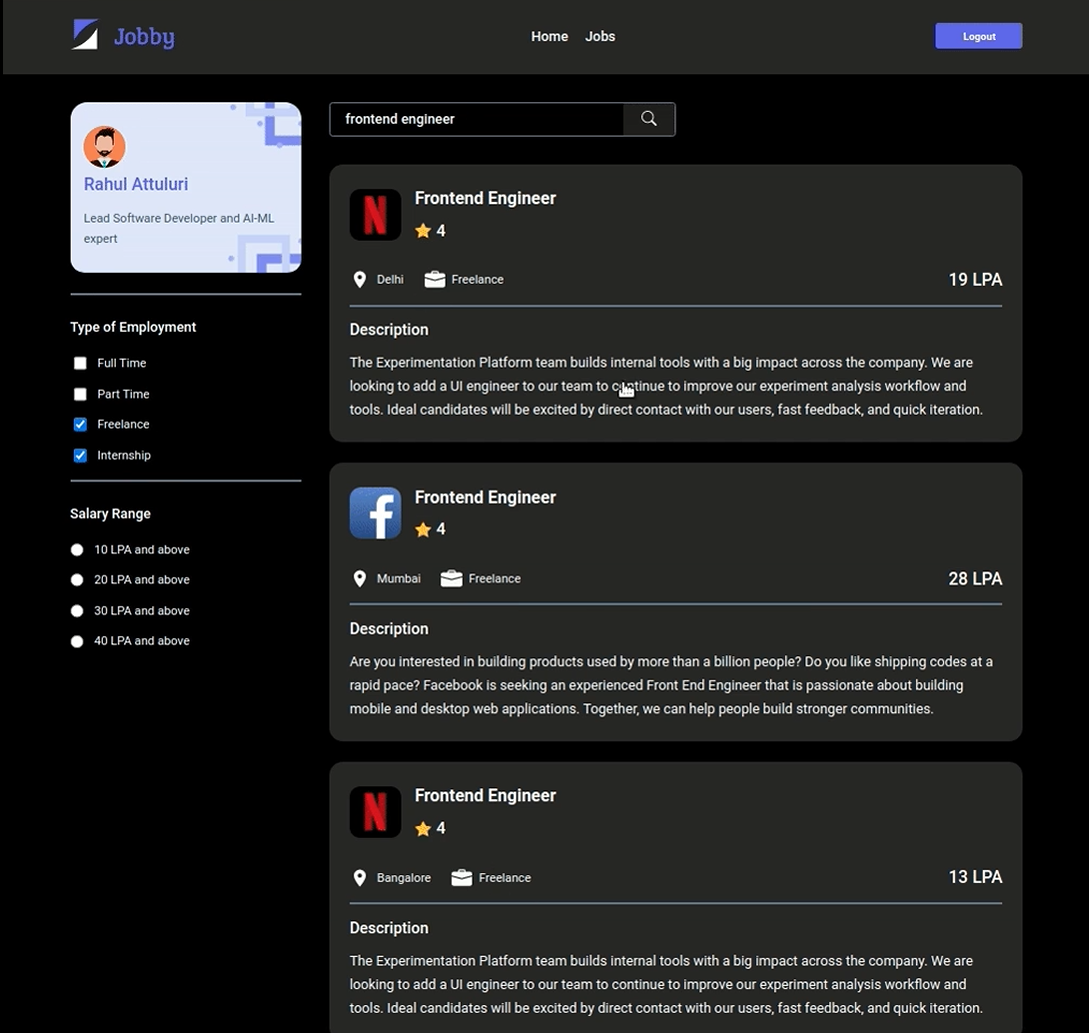 Jobby
Home Jobs
Logout
Rahul Attuluri
Lead Software Developer and AI-ML
expert
Type of Employment
Full Time
Part Time
Freelance
Internship
Salary Range
10 LPA and above
20 LPA and above
30 LPA and above
40 LPA and above
frontend engineer
N
Frontend Engineer
4
Delhi Freelance 19 LPA
Description
The Experimentation Platform team builds internal tools with a big impact across the company. We are
looking to add a UI engineer to our team to continue to improve our experiment analysis workflow and
tools. Ideal candidates will be excited by direct contact with our users, fast feedback, and quick iteration.
f
Frontend Engineer
4
Mumbai Freelance 28 LPA
Description
Are you interested in building products used by more than a billion people? Do you like shipping codes at a
rapid pace? Facebook is seeking an experienced Front End Engineer that is passionate about building
mobile and desktop web applications. Together, we can help people build stronger communities.
N
Frontend Engineer
4
Bangalore Freelance 13 LPA
Description
The Experimentation Platform team builds internal tools with a big impact across the company. We are
looking to add a UI engineer to our team to continue to improve our experiment analysis workflow and
tools. Ideal candidates will be excited by direct contact with our users, fast feedback, and quick iteration.